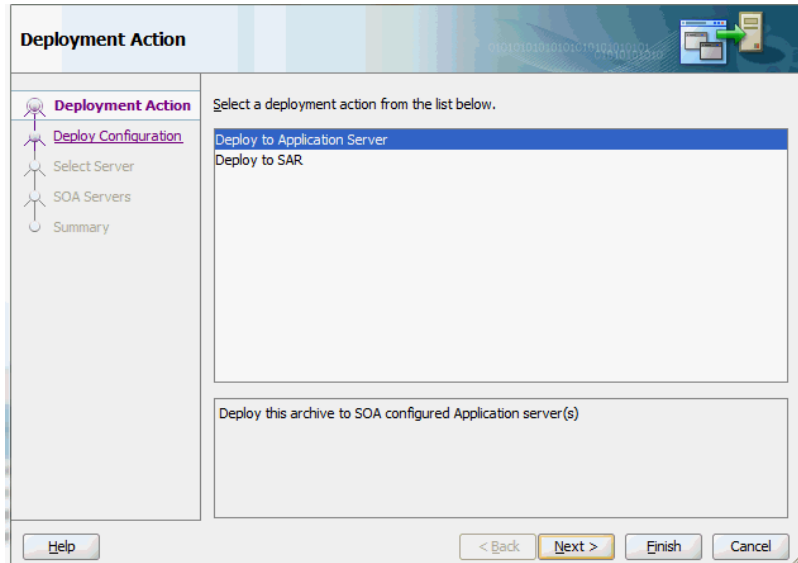 Deployment Action
Deployment Action
Deploy Configuration
Select Server
SOA Servers
Summary
Select a deployment action from the list below.
Deploy to Application Server
Deploy to SAR
Deploy this archive to SOA configured Application server(s)
Help
< Back
Next >
Finish
Cancel